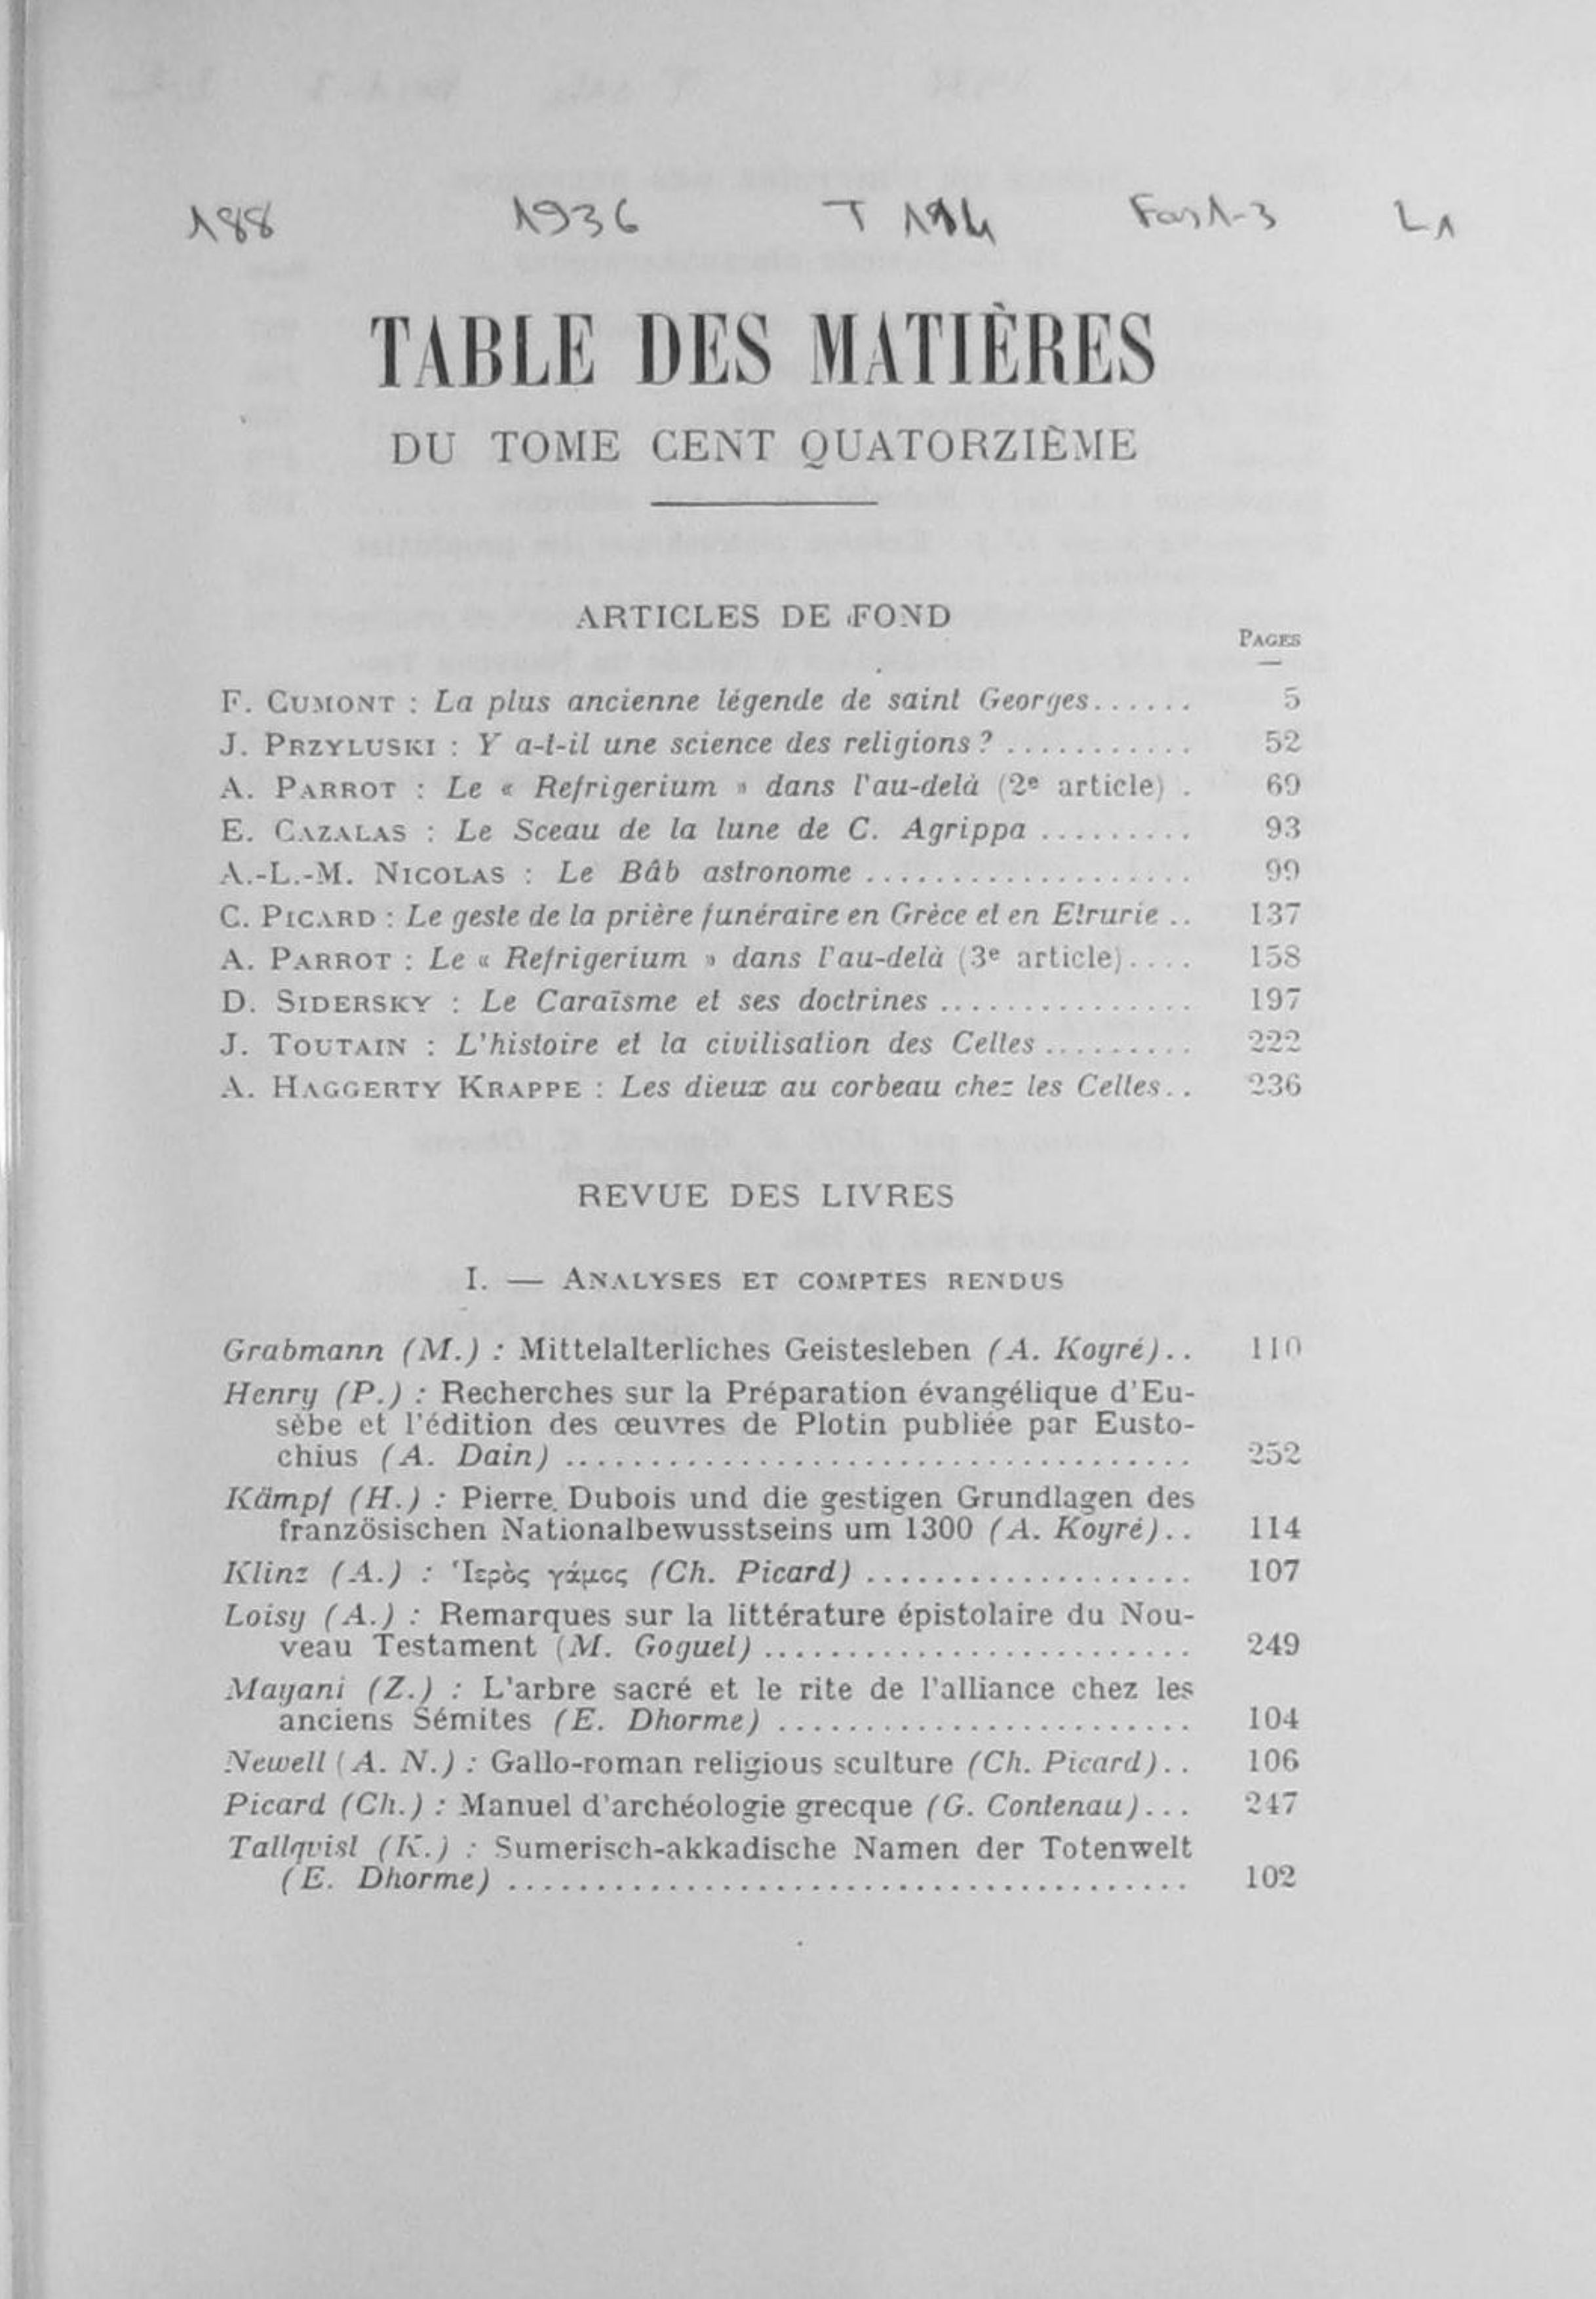 188 1936 T 114 Fas 1-3 L1
TABLE DES MATIÈRES
DU TOME CENT QUATORZIÈME
ARTICLES DE FOND
PAGES
F. CUMONT : La plus ancienne légende de saint Georges...... 5
J. PRZYLUSKI : Y a-t-il une science des religions ? ........... 52
A. PARROT : Le « Refrigerium » dans l'au-delà (2e article) . 69
E. CAZALAS : Le Sceau de la lune de C. Agrippa ......... 93
A.-L.-M. NICOLAS : Le Bâb astronome ................... 99
C. PICARD : Le geste de la prière funéraire en Grèce et en Etrurie .. 137
A. PARROT : Le « Refrigerium » dans l'au-delà (3e article).... 158
D. SIDERSKY : Le Caraïsme et ses doctrines ............... 197
J. TOUTAIN : L'histoire et la civilisation des Celtes ......... 222
A. HAGGERTY KRAPPE : Les dieux au corbeau chez les Celtes.. 236
REVUE DES LIVRES
I. — ANALYSES ET COMPTES RENDUS
Grabmann (M.) : Mittelalterliches Geistesleben (A. Koyré).. 110
Henry (P.) : Recherches sur la Préparation évangélique d'Eu-
sèbe et l'édition des œuvres de Plotin publiée par Eusto-
chius (A. Dain) .................................... 252
Kämpf (H.) : Pierre Dubois und die gestigen Grundlagen des
französischen Nationalbewusstseins um 1300 (A. Koyré).. 114
Klinz (A.) : Ἱερὸς γάμος (Ch. Picard) ................... 107
Loisy (A.) : Remarques sur la littérature épistolaire du Nou-
veau Testament (M. Goguel) ......................... 249
Mayani (Z.) : L'arbre sacré et le rite de l'alliance chez les
anciens Sémites (E. Dhorme) ........................ 104
Newell (A. N.) : Gallo-roman religious sculture (Ch. Picard).. 106
Picard (Ch.) : Manuel d'archéologie grecque (G. Contenau)... 247
Tallqvist (K.) : Sumerisch-akkadische Namen der Totenwelt
(E. Dhorme) ....................................... 102